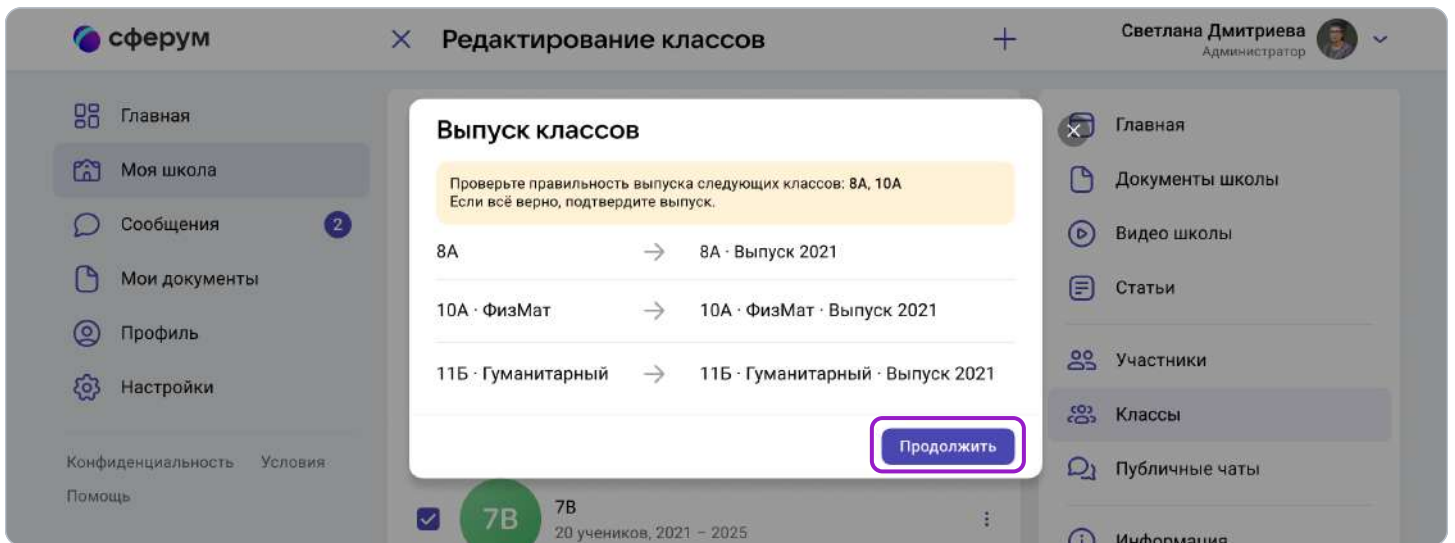 сферум
Редактирование классов
Светлана Дмитриева
Администратор
Главная
Моя школа
Сообщения 2
Мои документы
Профиль
Настройки
Конфиденциальность Условия
Помощь
Выпуск классов
Проверьте правильность выпуска следующих классов: 8А, 10А
Если всё верно, подтвердите выпуск.
8А → 8А · Выпуск 2021
10А · ФизМат → 10А · ФизМат · Выпуск 2021
11Б · Гуманитарный → 11Б · Гуманитарный · Выпуск 2021
Продолжить
7В
7В
20 учеников, 2021 – 2025
Главная
Документы школы
Видео школы
Статьи
Участники
Классы
Публичные чаты
Информация